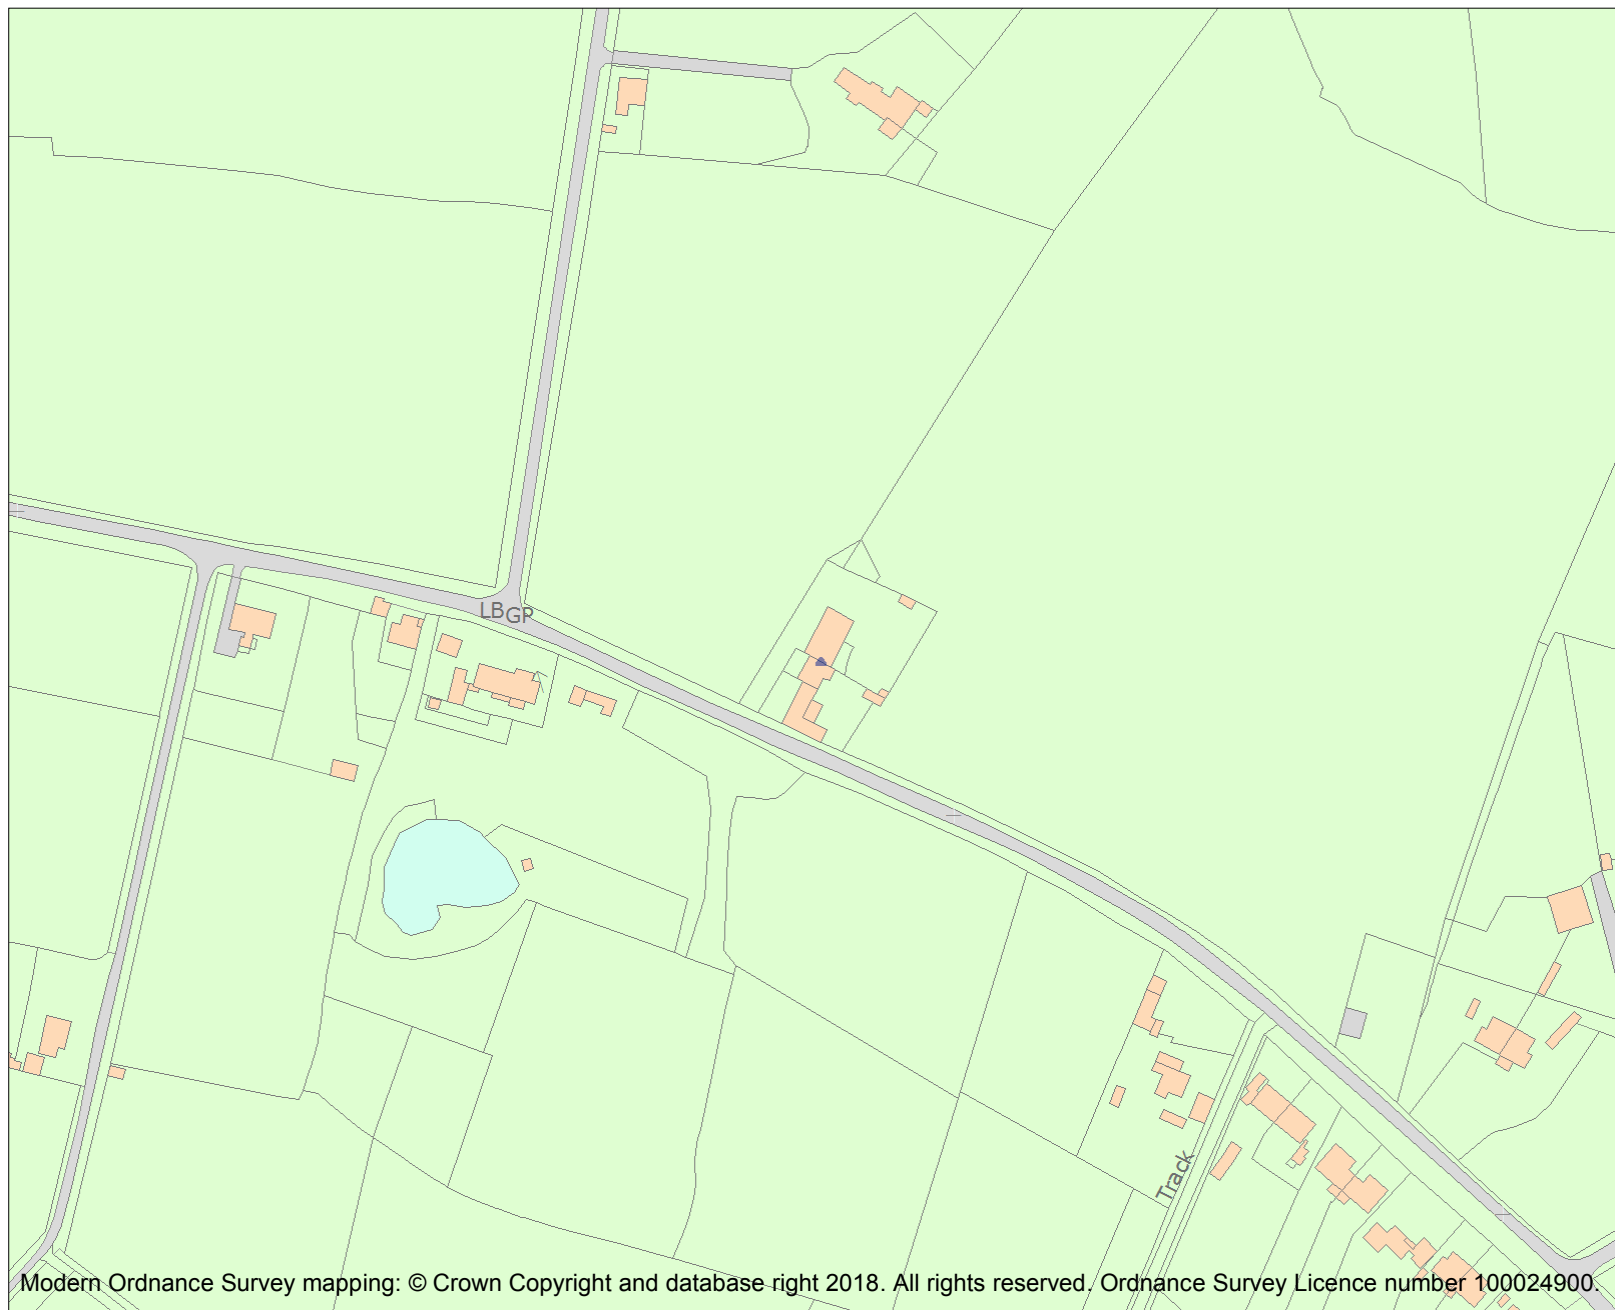 LB
GP
Track
Modern Ordnance Survey mapping: © Crown Copyright and database right 2018. All rights reserved. Ordnance Survey Licence number 100024900.